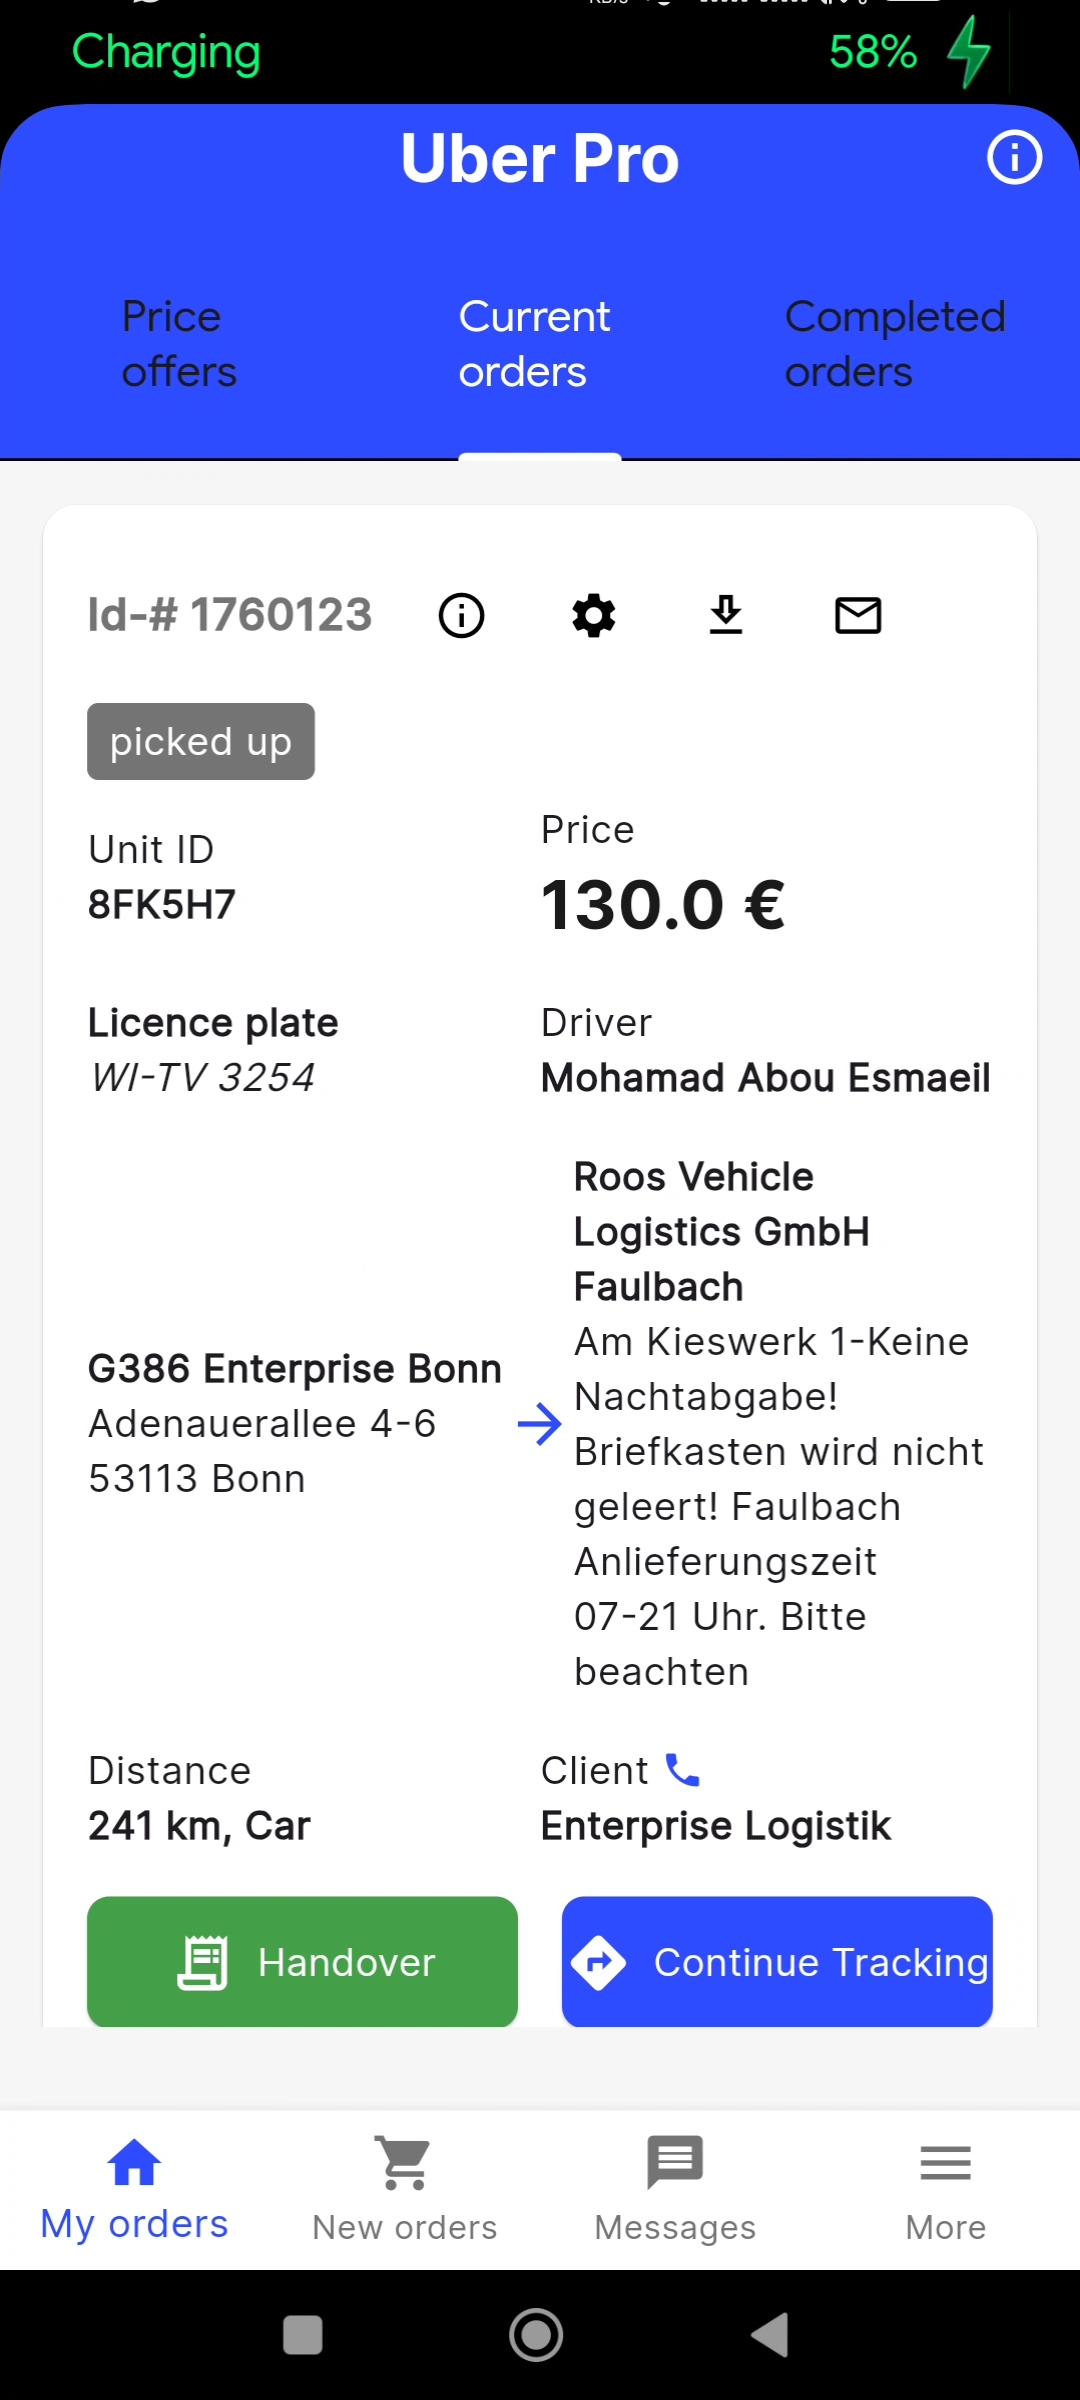 Charging 58%
Uber Pro
Price offers
Current orders
Completed orders
Id-# 1760123
picked up
Unit ID
8FK5H7
Price
130.0 €
Licence plate
WI-TV 3254
Driver
Mohamad Abou Esmaeil
G386 Enterprise Bonn
Adenauerallee 4-6
53113 Bonn
Roos Vehicle
Logistics GmbH
Faulbach
Am Kieswerk 1-Keine
Nachtabgabe!
Briefkasten wird nicht
geleert! Faulbach
Anlieferungszeit
07-21 Uhr. Bitte
beachten
Distance
241 km, Car
Client
Enterprise Logistik
Handover
Continue Tracking
My orders
New orders
Messages
More